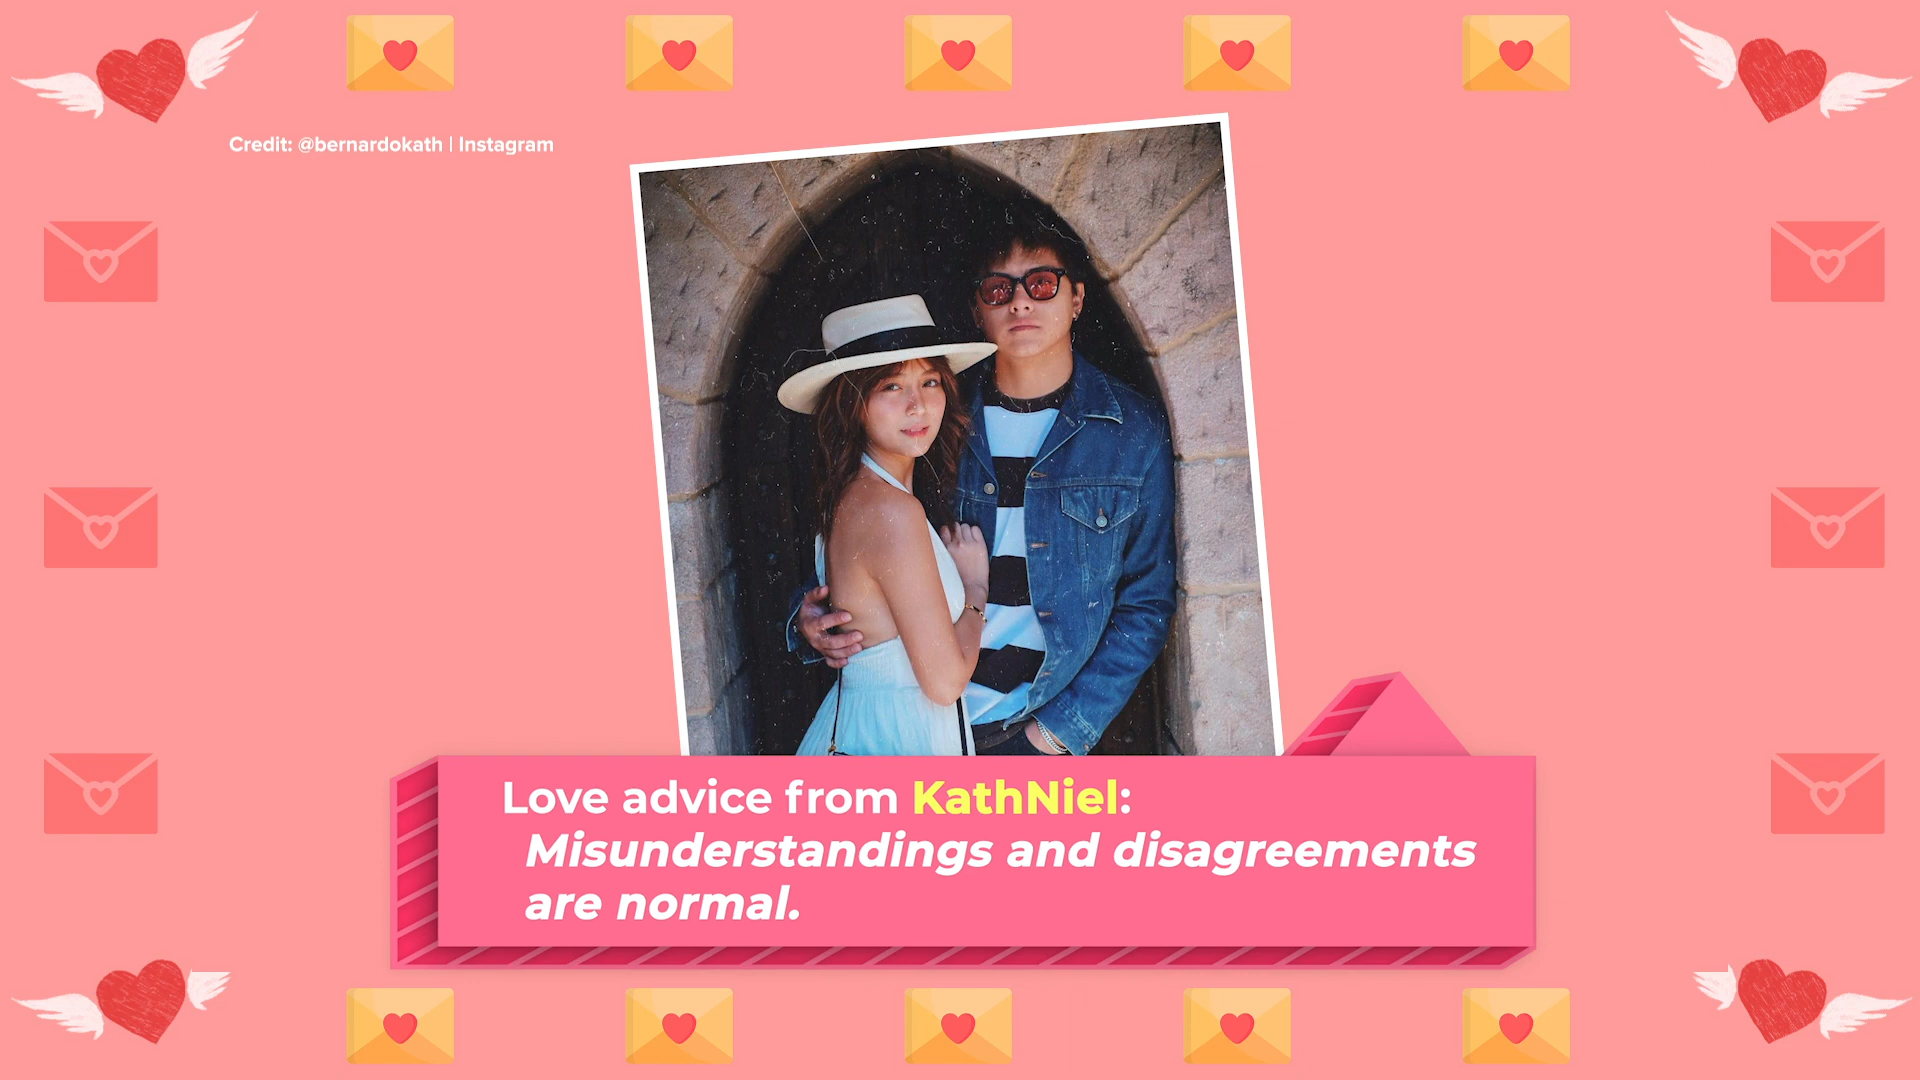 Credit: @bernardokath | Instagram
Love advice from KathNiel:
Misunderstandings and disagreements
are normal.